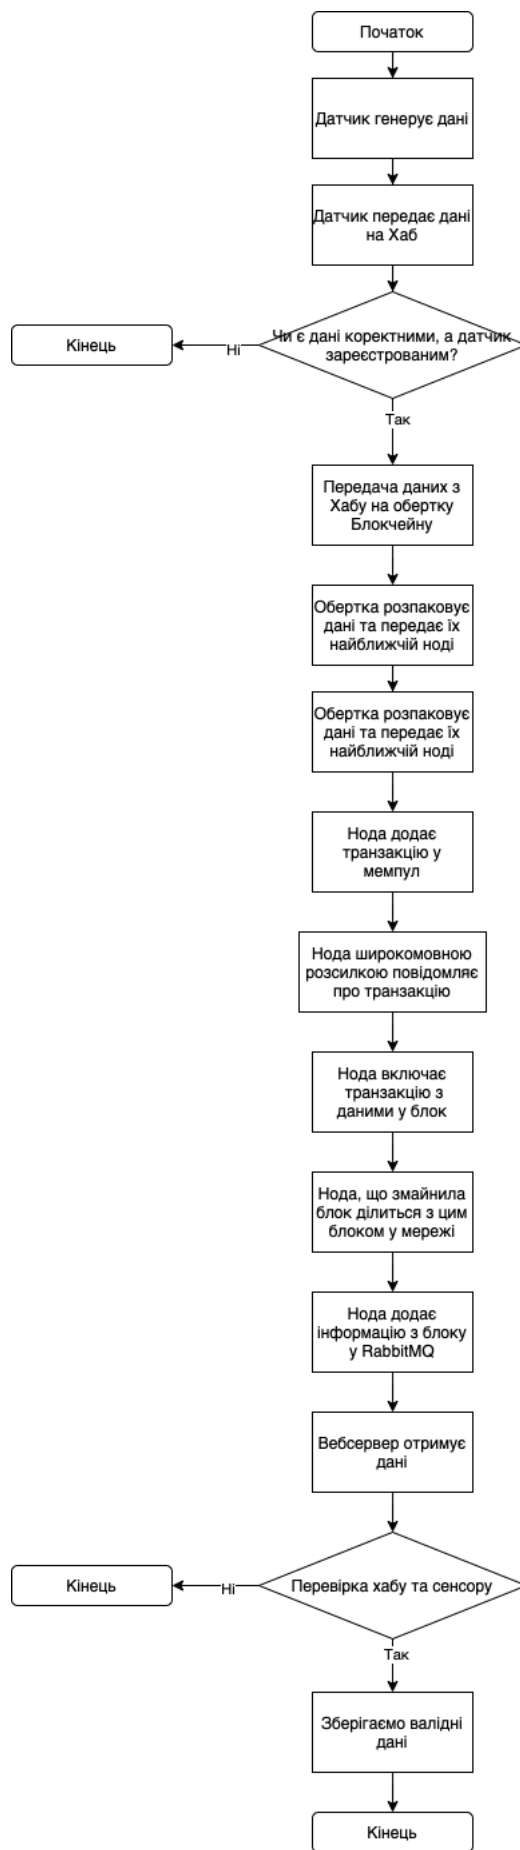 Початок
Датчик генерує дані
Датчик передає дані
на Хаб
Чи є дані коректними, а датчик
зареєстрованим?
Ні
Кінець
Так
Передача даних з
Хабу на обертку
Блокчейну
Обертка розпаковує
дані та передає їх
найближчій ноді
Обертка розпаковує
дані та передає їх
найближчій ноді
Нода додає
транзакцію у
мемпул
Нода широкомовною
розсилкою повідомляє
про транзакцію
Нода включає
транзакцію з
даними у блок
Нода, що змайнила
блок ділиться з цим
блоком у мережі
Нода додає
інформацію з блоку
у RabbitMQ
Вебсервер отримує
дані
Перевірка хабу та сенсору
Ні
Кінець
Так
Зберігаємо валідні
дані
Кінець